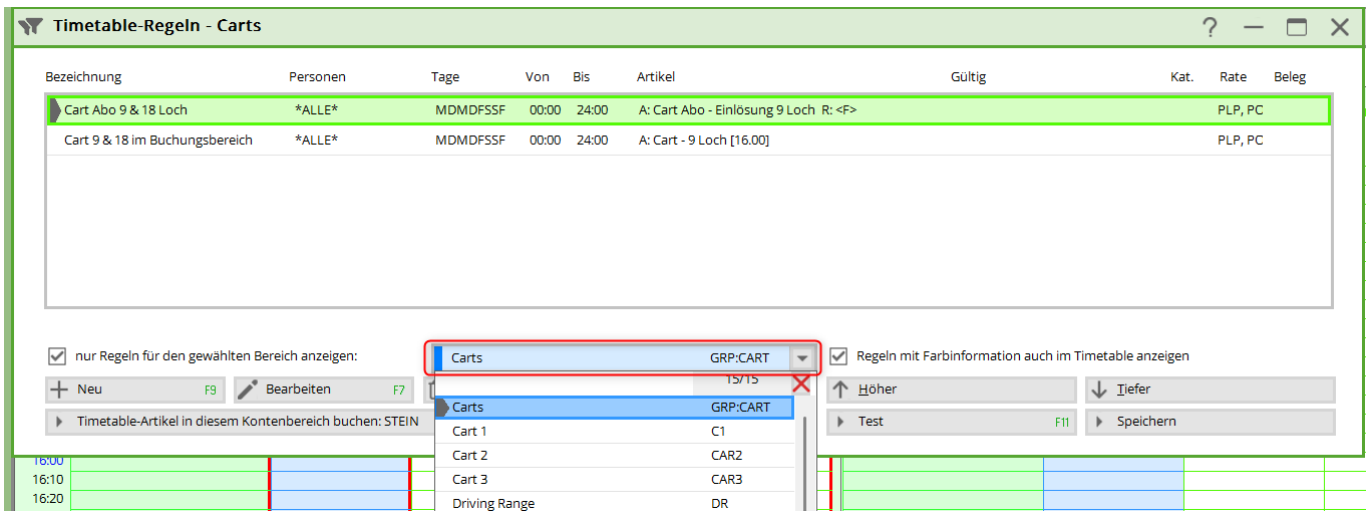 Timetable-Regeln - Carts ?
Bezeichnung Personen Tage Von Bis Artikel Gültig Kat. Rate Beleg
Cart Abo 9 & 18 Loch *ALLE* MDMDFSSF 00:00 24:00 A: Cart Abo - Einlösung 9 Loch R: <F> PLP, PC
Cart 9 & 18 im Buchungsbereich *ALLE* MDMDFSSF 00:00 24:00 A: Cart - 9 Loch [16.00] PLP, PC
nur Regeln für den gewählten Bereich anzeigen: Carts GRP:CART Regeln mit Farbinformation auch im Timetable anzeigen
Neu F9 Bearbeiten F7 15/15 Höher Tiefer
Carts GRP:CART
Timetable-Artikel in diesem Kontenbereich buchen: STEIN Test F11 Speichern
Cart 1 C1
Cart 2 CAR2
16:00
Cart 3 CAR3
16:10
Driving Range DR
16:20